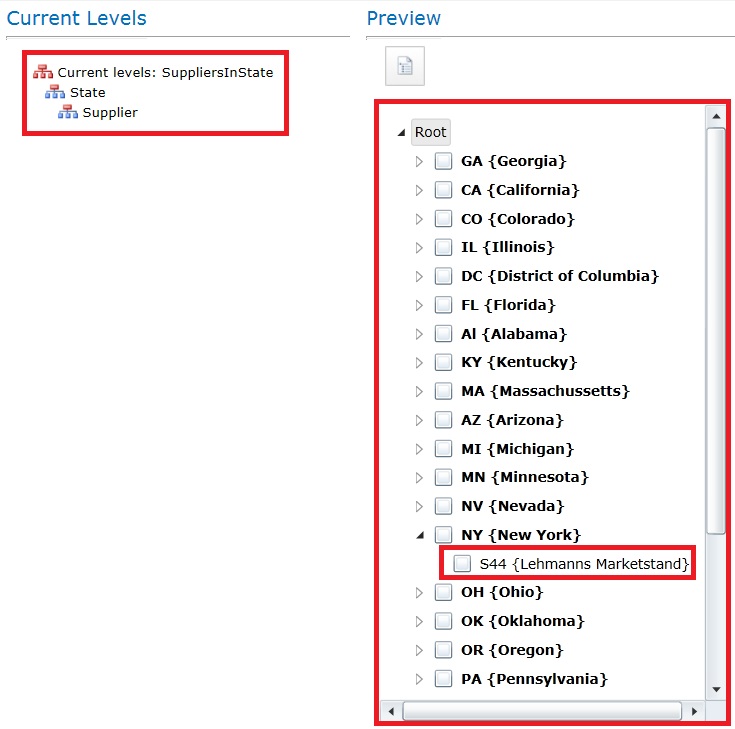 Current Levels
Current levels: SuppliersInState
State
Supplier
Preview
Root
GA {Georgia}
CA {California}
CO {Colorado}
IL {Illinois}
DC {District of Columbia}
FL {Florida}
Al {Alabama}
KY {Kentucky}
MA {Massachussetts}
AZ {Arizona}
MI {Michigan}
MN {Minnesota}
NV {Nevada}
NY {New York}
S44 {Lehmanns Marketstand}
OH {Ohio}
OK {Oklahoma}
OR {Oregon}
PA {Pennsylvania}